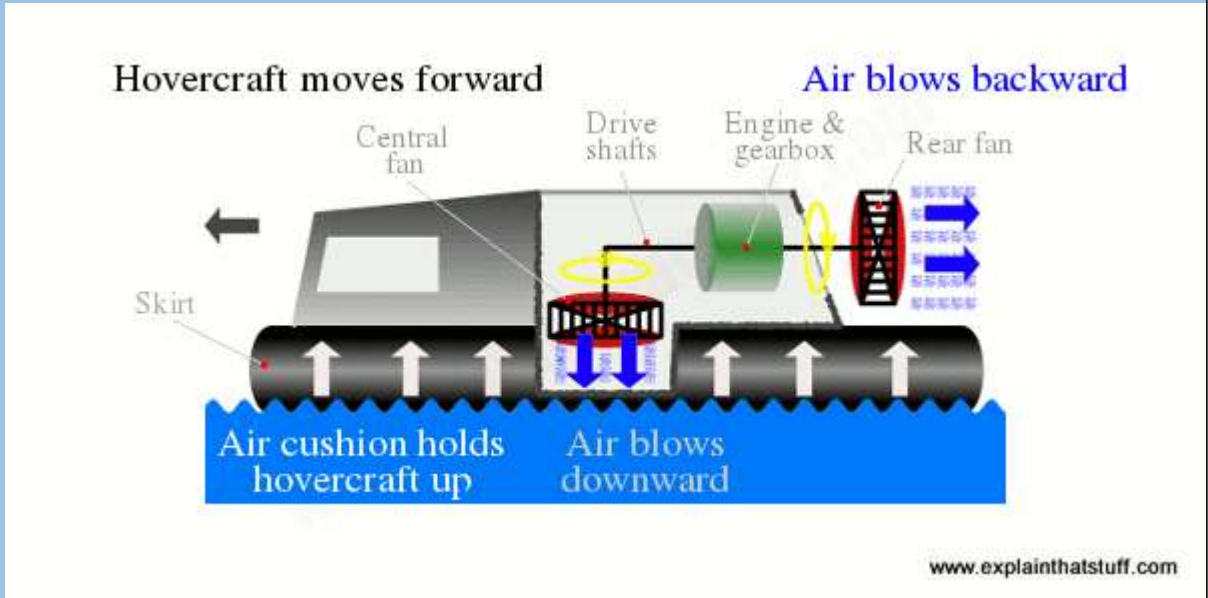 Hovercraft moves forward
Air blows backward
Central
fan
Drive
shafts
Engine &
gearbox
Rear fan
Skirt
Air cushion holds
hovercraft up
Air blows
downward
www.explainthatstuff.com